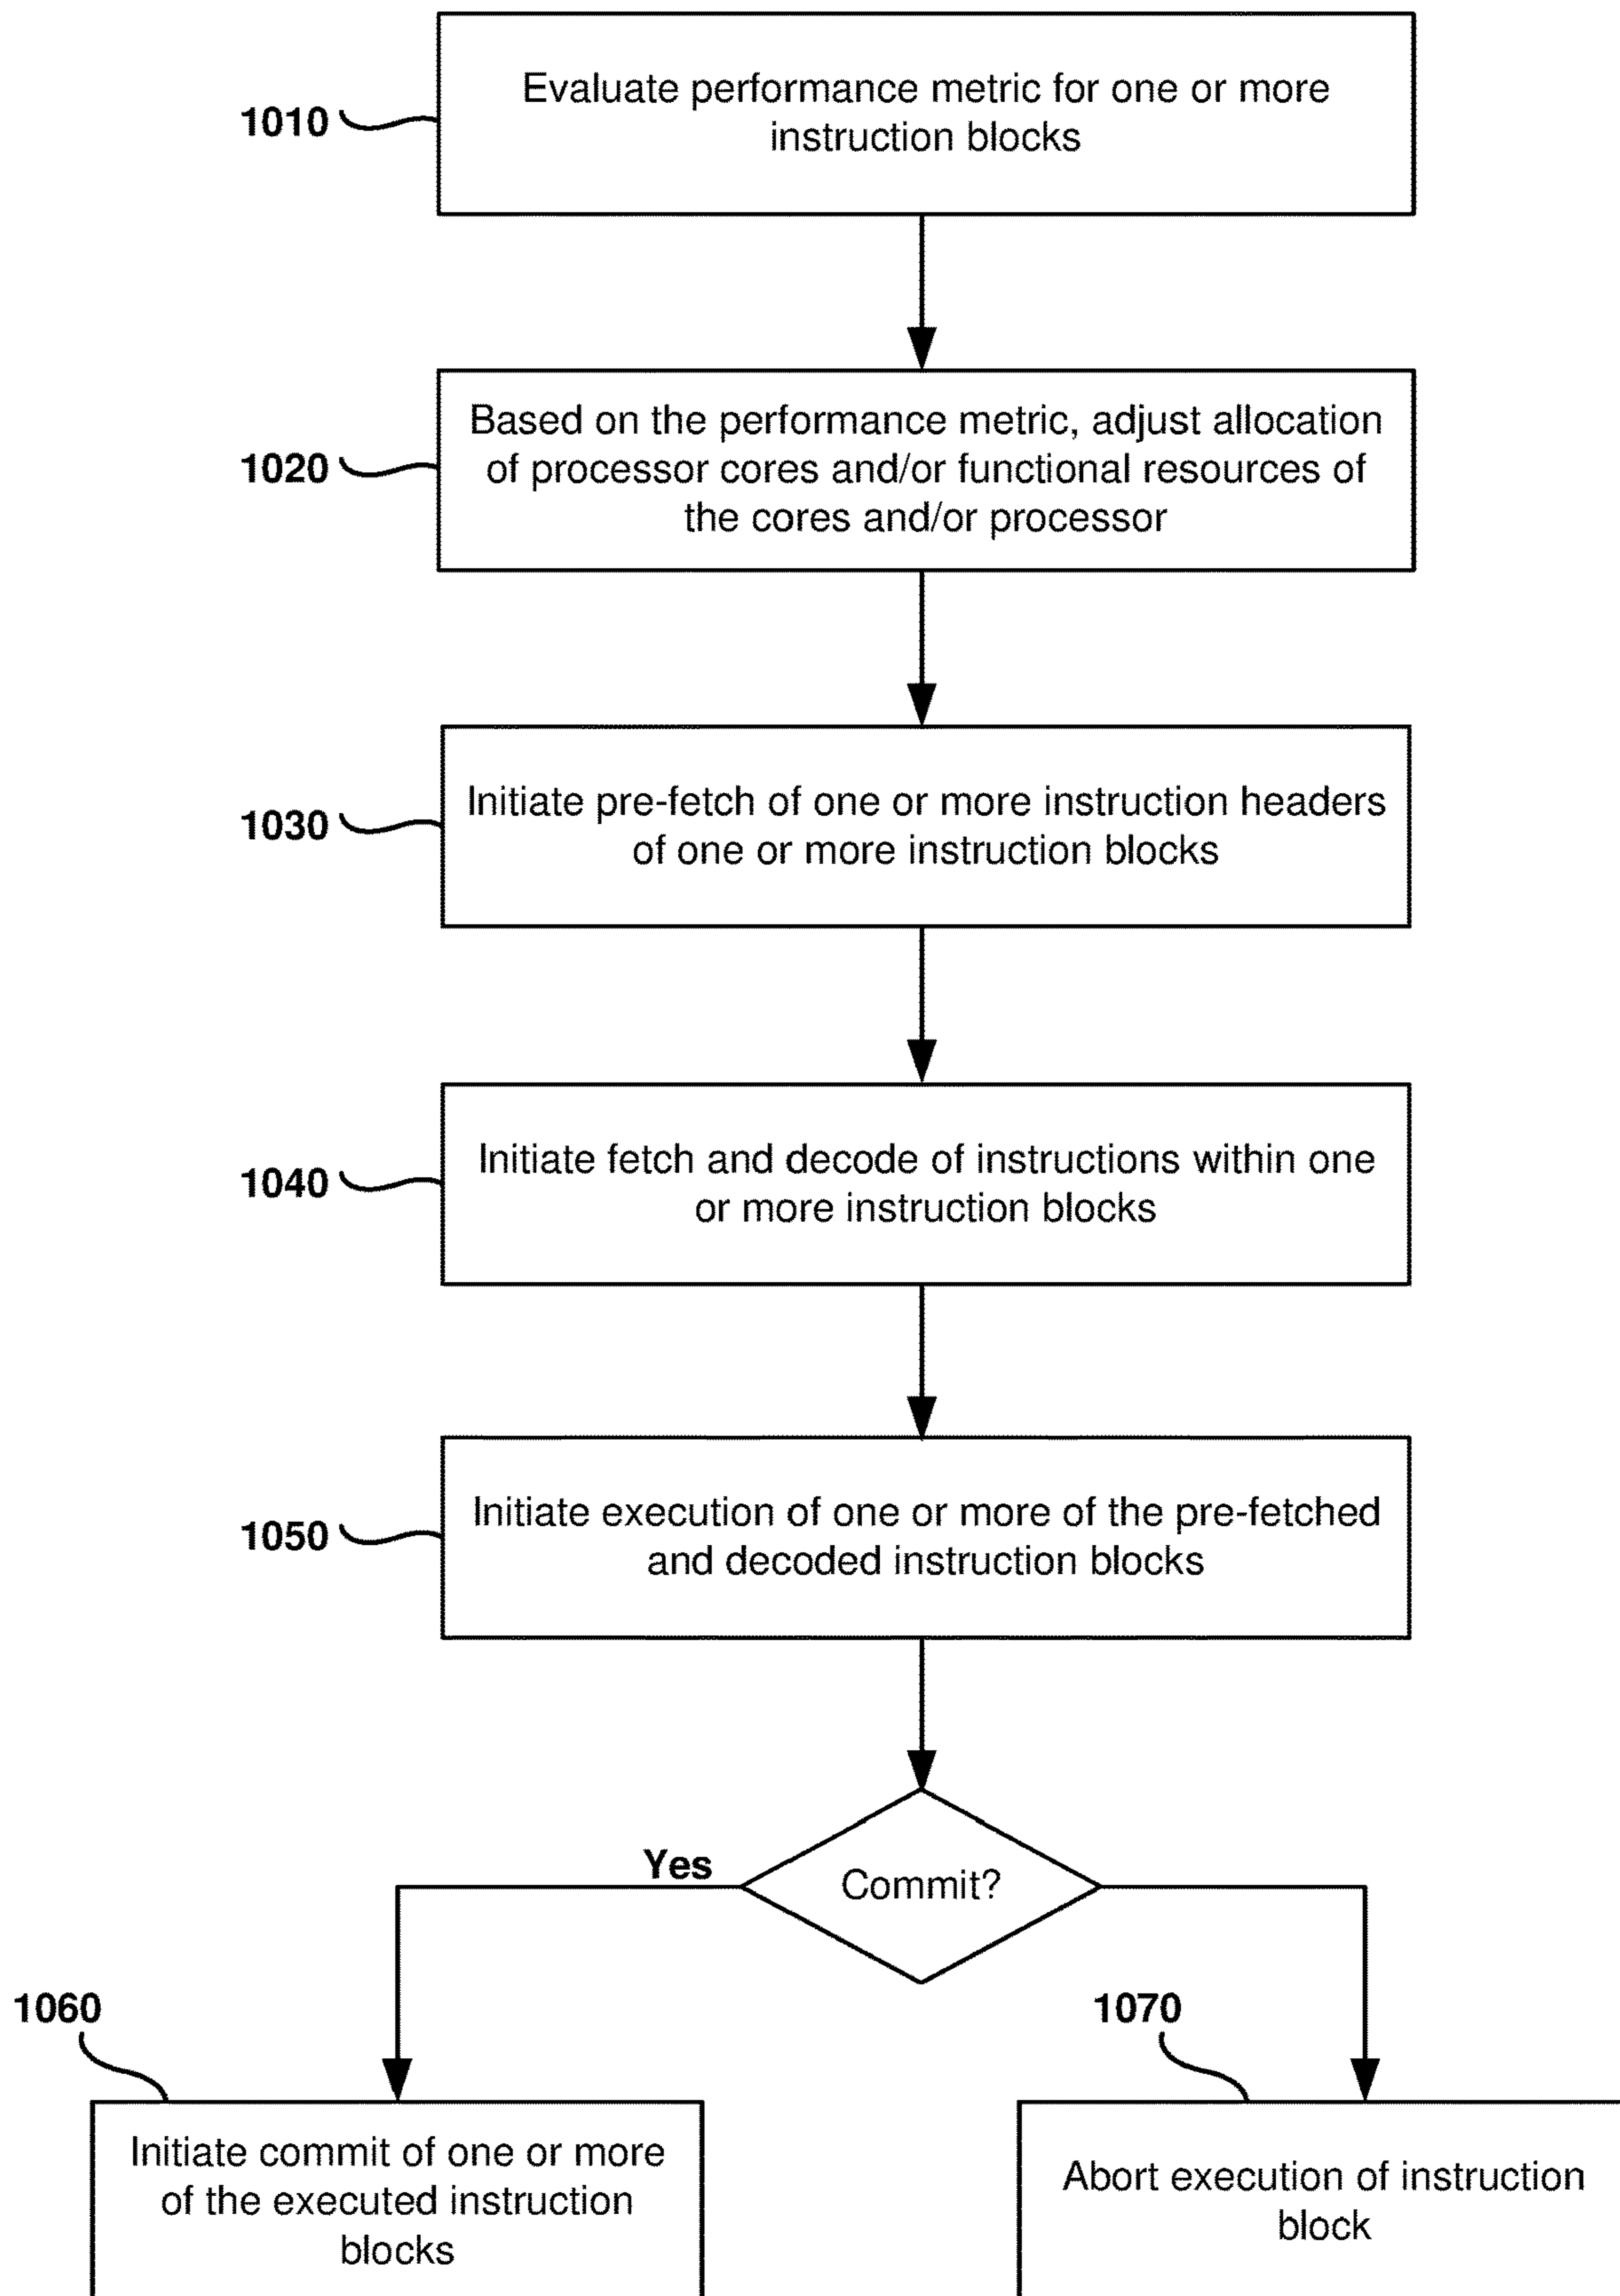 1010
Evaluate performance metric for one or more
instruction blocks
1020
Based on the performance metric, adjust allocation
of processor cores and/or functional resources of
the cores and/or processor
1030
Initiate pre-fetch of one or more instruction headers
of one or more instruction blocks
1040
Initiate fetch and decode of instructions within one
or more instruction blocks
1050
Initiate execution of one or more of the pre-fetched
and decoded instruction blocks
Yes
Commit?
1060
Initiate commit of one or more
of the executed instruction
blocks
1070
Abort execution of instruction
block